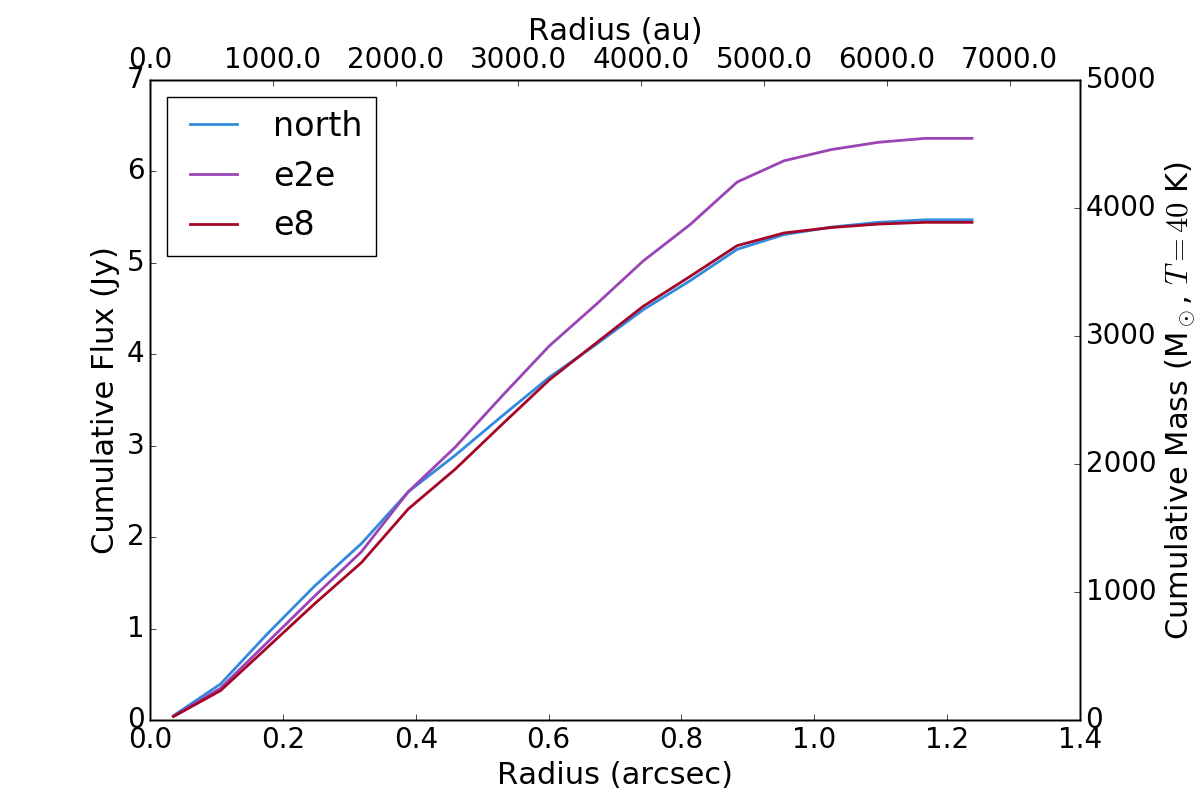 Radius (au)
0.0 1000.0 2000.0 3000.0 4000.0 5000.0 6000.0 7000.0
7 5000
north
e2e
e8
6
4000
5
4
3000
3
2000
2
1000
1
0 0
Cumulative Flux (Jy)
Cumulative Mass (M⊙, T = 40 K)
0.0 0.2 0.4 0.6 0.8 1.0 1.2 1.4
Radius (arcsec)